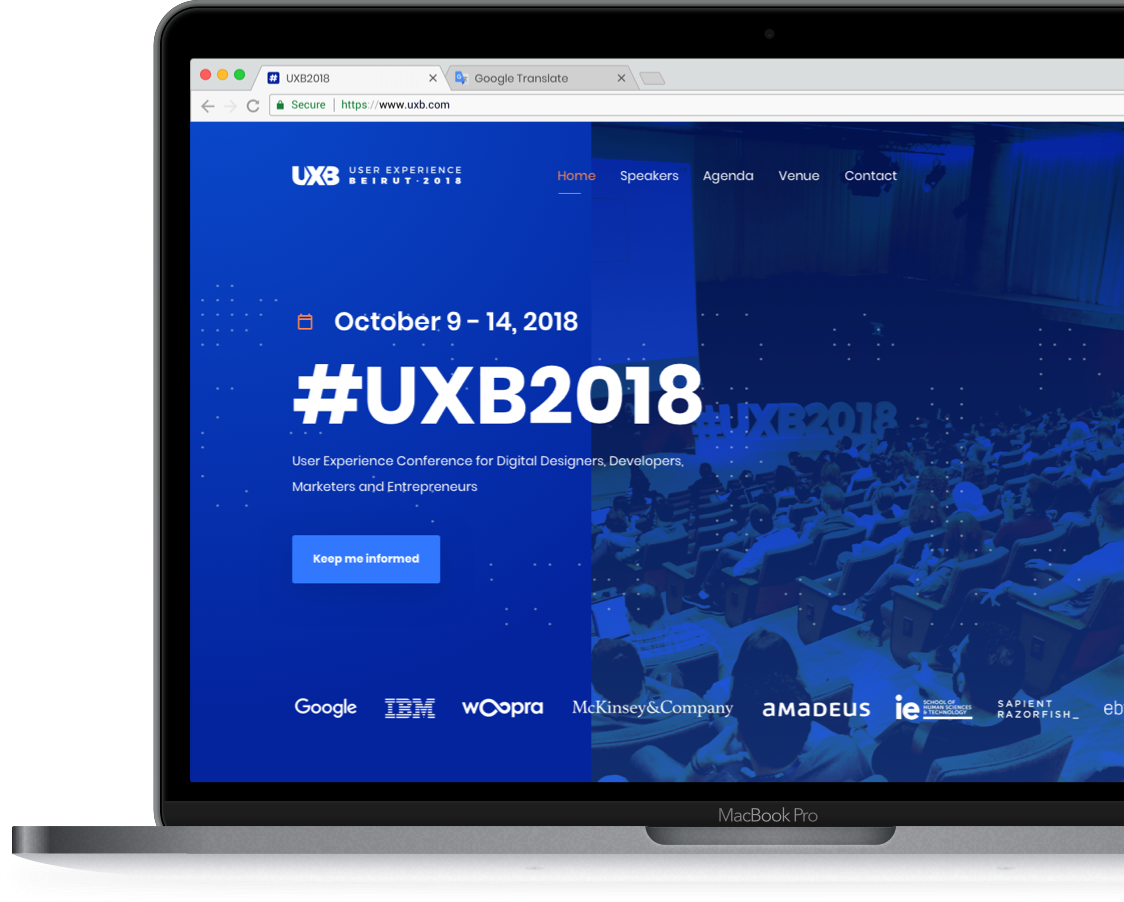 UXB2018
Google Translate
Secure
https://www.uxb.com
UXB
USER EXPERIENCE
BEIRUT·2018
Home
Speakers
Agenda
Venue
Contact
October 9 – 14, 2018
#UXB2018
#UXB2018
User Experience Conference for Digital Designers, Developers,
Marketers and Entrepreneurs
Keep me informed
Google
IBM
woopra
McKinsey&Company
aMaDEUS
ie
SCHOOL OF
HUMAN SCIENCES
& TECHNOLOGY
SAPIENT
RAZORFISH_
eb
MacBook Pro